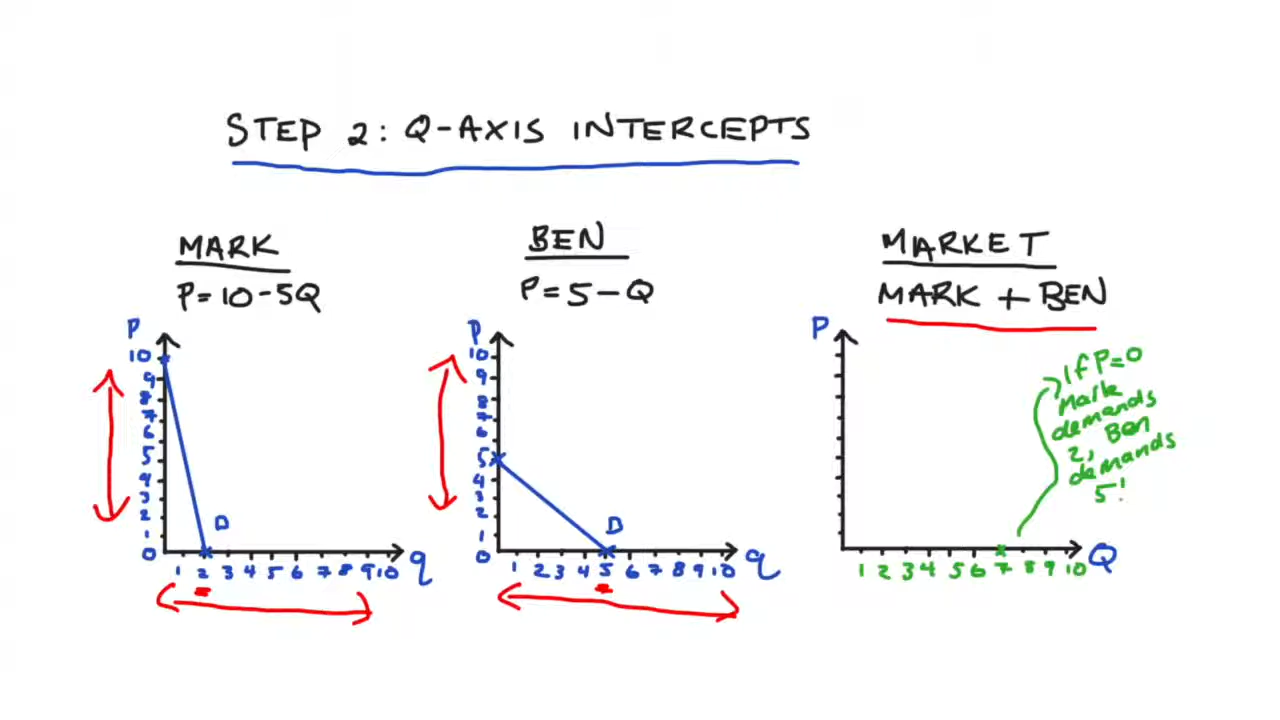 STEP 2: Q-AXIS INTERCEPTS
MARK
P=10-5Q
P
10
9
8
7
6
5
4
3
2
1
0
D
1 2 3 4 5 6 7 8 9 10
q
BEN
P=5-Q
P
10
9
8
7
6
5
4
3
2
1
0
D
1 2 3 4 5 6 7 8 9 10
q
MARKET
MARK + BEN
P
If P=0
Mark
demands
2, Ben
demands
5!
1 2 3 4 5 6 7 8 9 10
Q